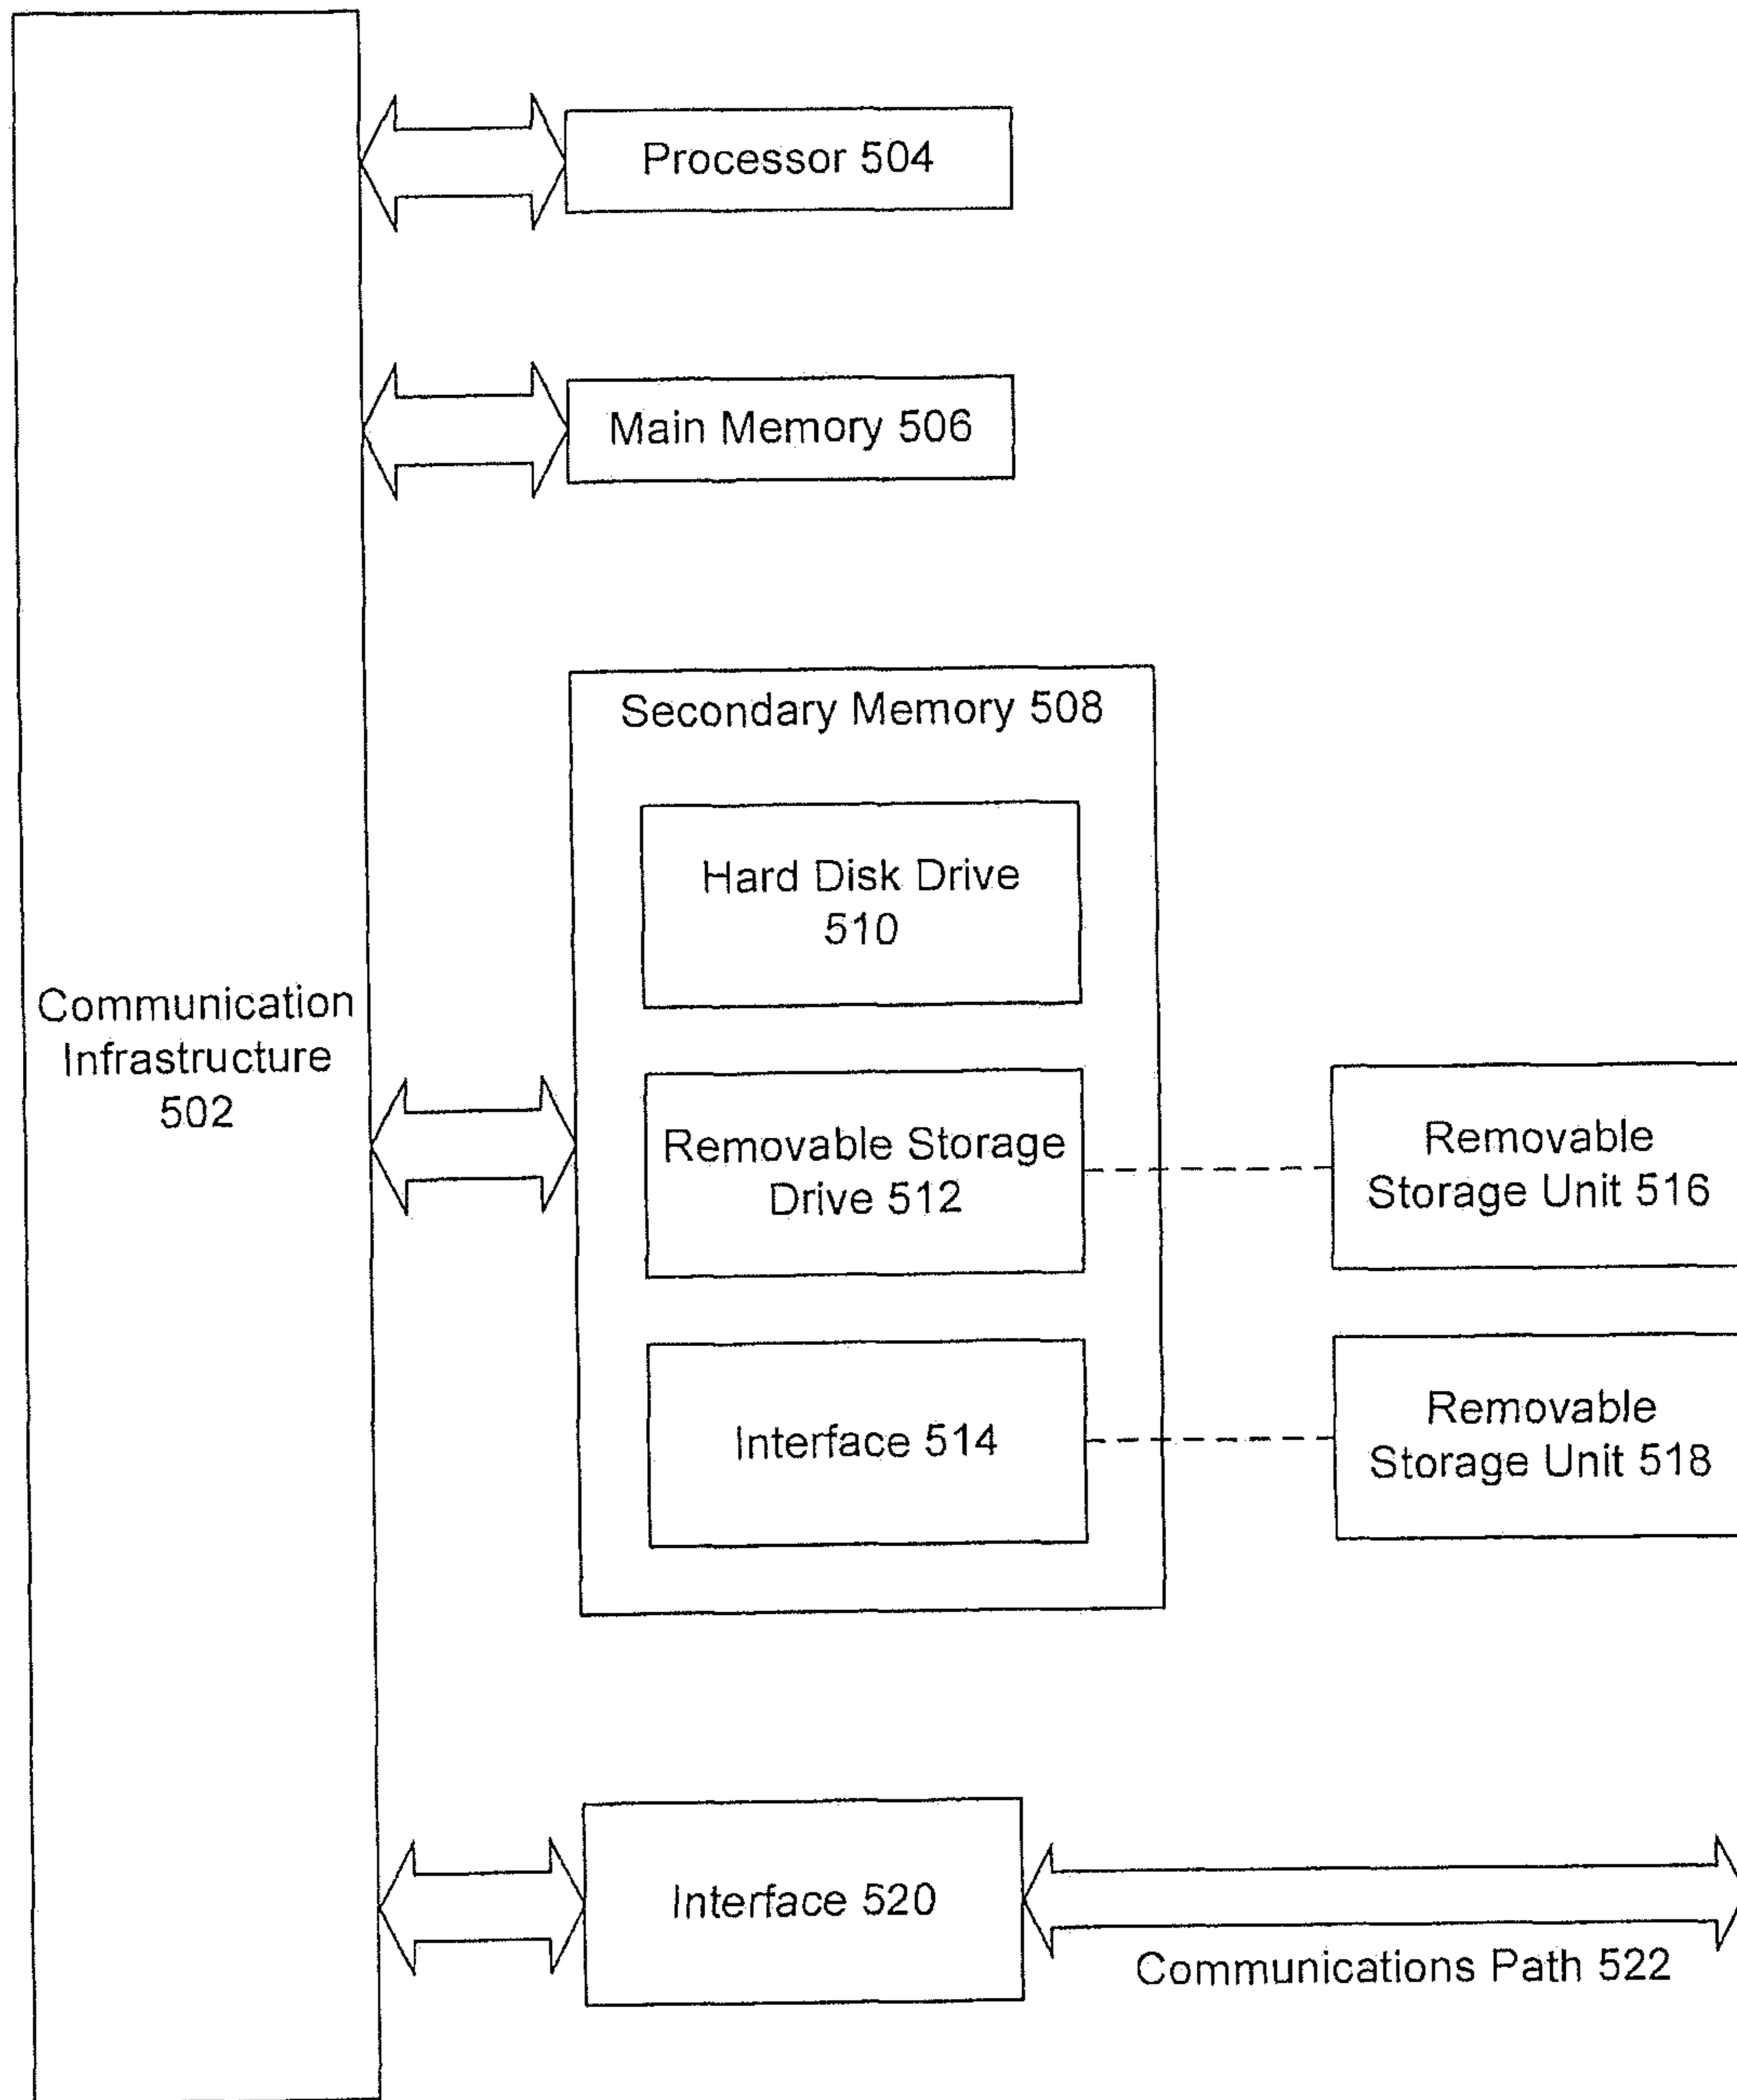 Processor 504
Main Memory 506
Secondary Memory 508
Hard Disk Drive
510
Communication
Infrastructure
502
Removable Storage
Drive 512
Removable
Storage Unit 516
Interface 514
Removable
Storage Unit 518
Interface 520
Communications Path 522